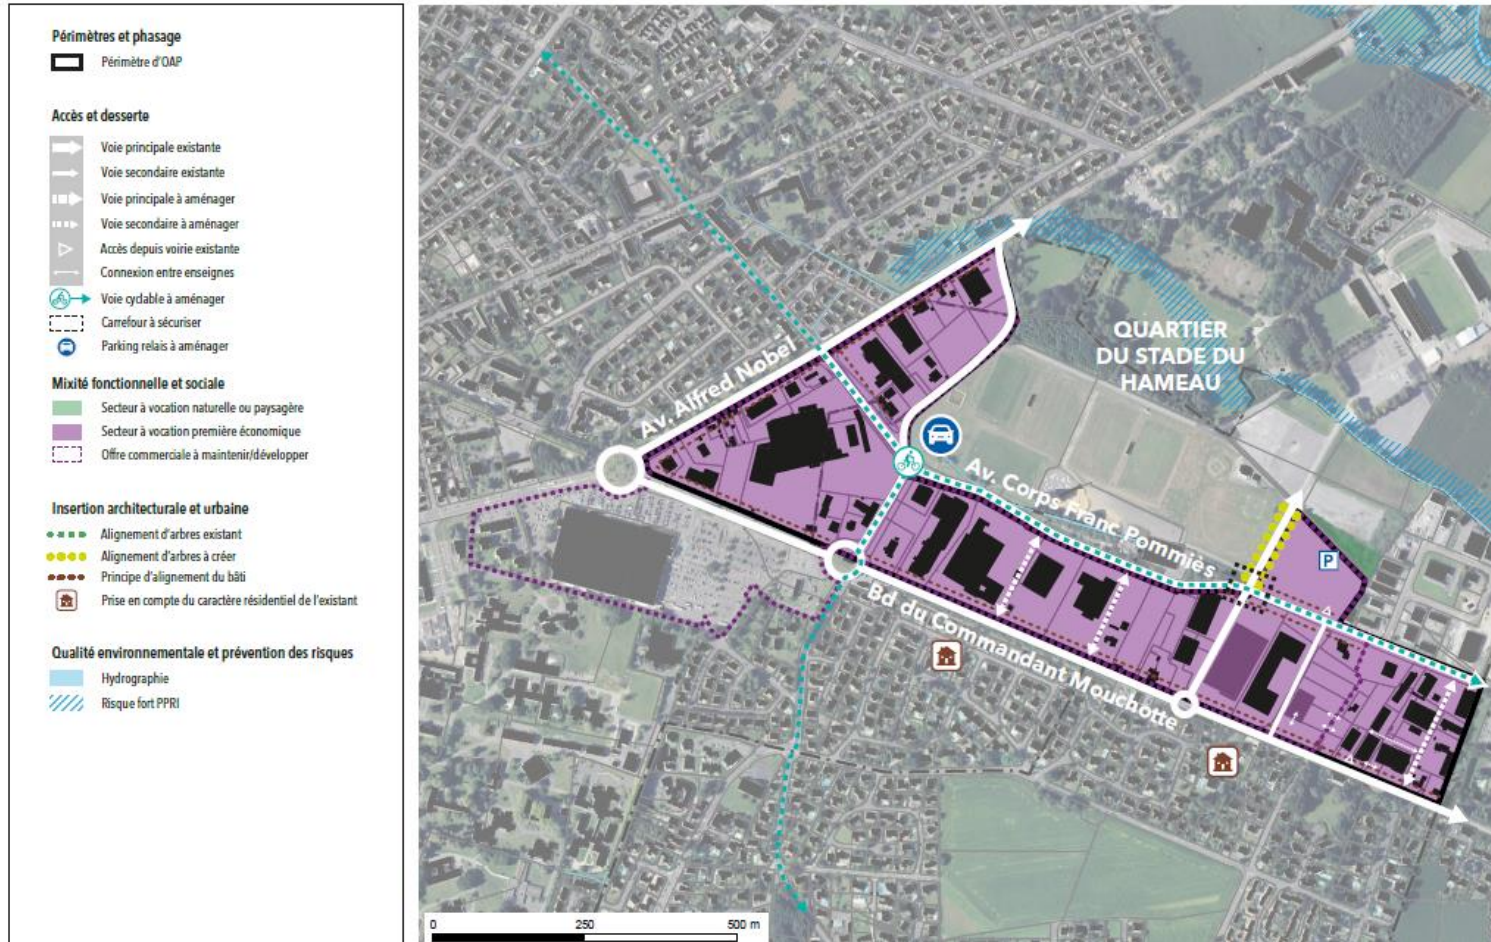 Périmètres et phasage
Périmètre d'OAP
Accès et desserte
Voie principale existante
Voie secondaire existante
Voie principale à aménager
Voie secondaire à aménager
Accès depuis voirie existante
Connexion entre enseignes
Voie cyclable à aménager
Carrefour à sécuriser
Parking relais à aménager
Mixité fonctionnelle et sociale
Secteur à vocation naturelle ou paysagère
Secteur à vocation première économique
Offre commerciale à maintenir/développer
Insertion architecturale et urbaine
Alignement d'arbres existant
Alignement d'arbres à créer
Principe d'alignement du bâti
Prise en compte du caractère résidentiel de l'existant
Qualité environnementale et prévention des risques
Hydrographie
Risque fort PPRI
QUARTIER
DU STADE DU
HAMEAU
Av. Alfred Nobel
Av. Corps Franc Pommiès
P
Bd du Commandant Mouchotte
0 250 500 m